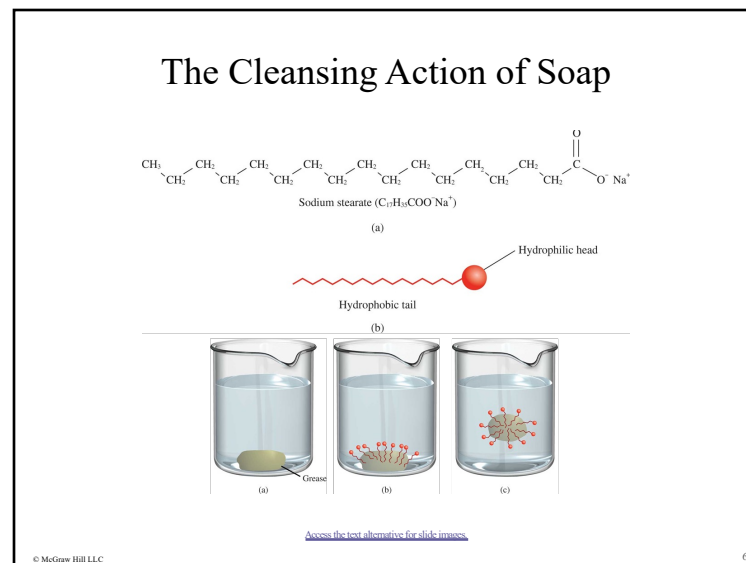 The Cleansing Action of Soap
O
CH₃ CH₂ CH₂ CH₂ CH₂ CH₂ CH₂ CH₂ C
CH₂ CH₂ CH₂ CH₂ CH₂ CH₂ CH₂ CH₂ O⁻ Na⁺
Sodium stearate (C₁₇H₃₅COO⁻Na⁺)
(a)
Hydrophilic head
Hydrophobic tail
(b)
Grease
(a) (b) (c)
Access the text alternative for slide images.
© McGraw Hill LLC
6